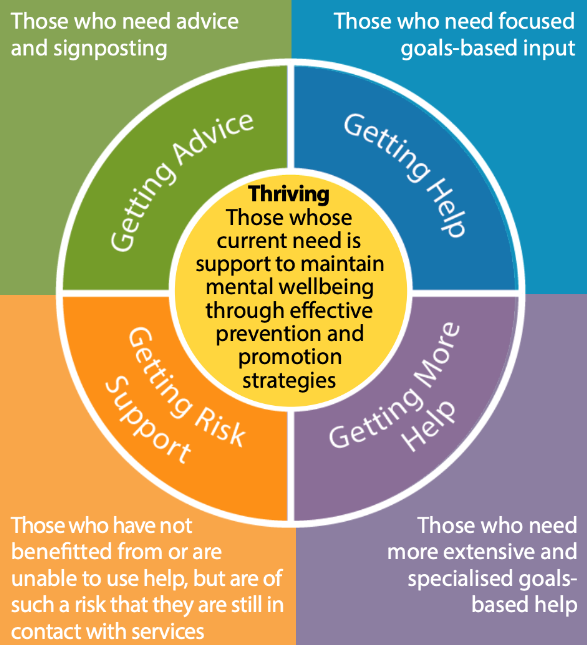 Those who need advice
and signposting
Those who need focused
goals-based input
Getting Advice
Getting Help
Thriving
Those whose
current need is
support to maintain
mental wellbeing
through effective
prevention and
promotion
strategies
Getting Risk
Support
Getting More
Help
Those who have not
benefitted from or are
unable to use help, but are of
such a risk that they are still in
contact with services
Those who need
more extensive and
specialised goals-
based help